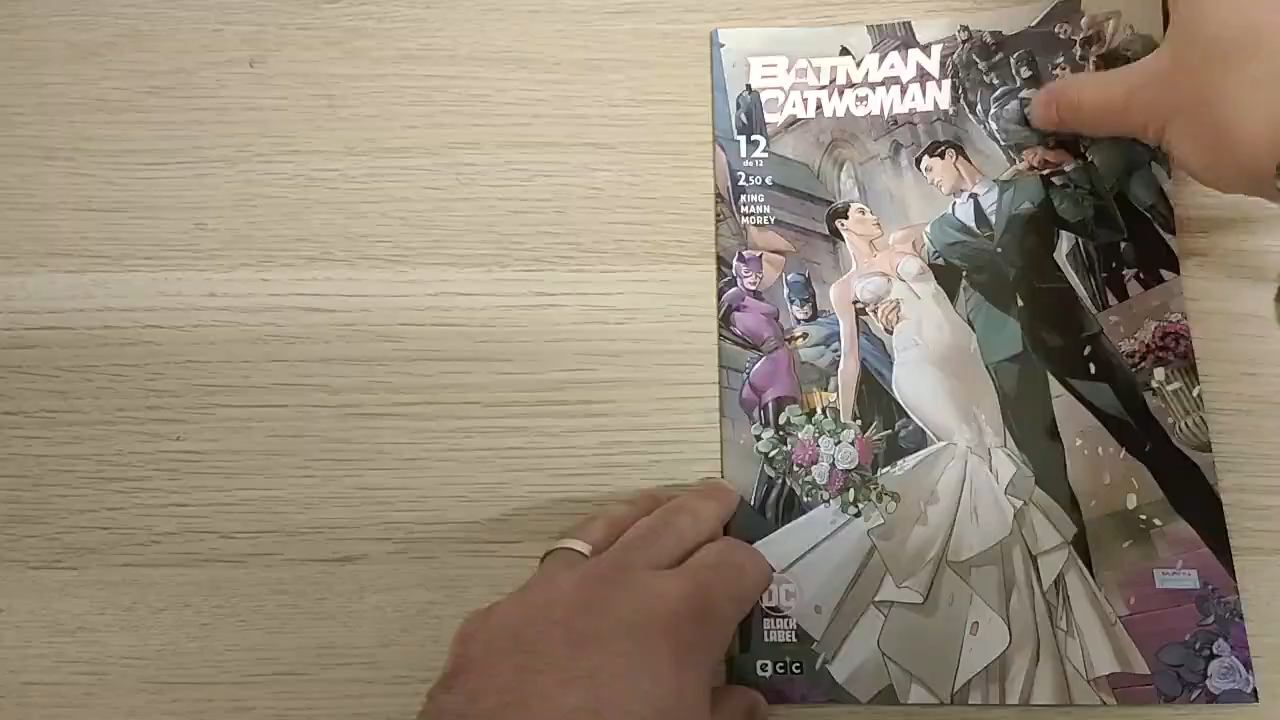 BATMAN
CATWOMAN
12
de 12
2,50 €
KING
MANN
MOREY
DC
BLACK
LABEL
ecc